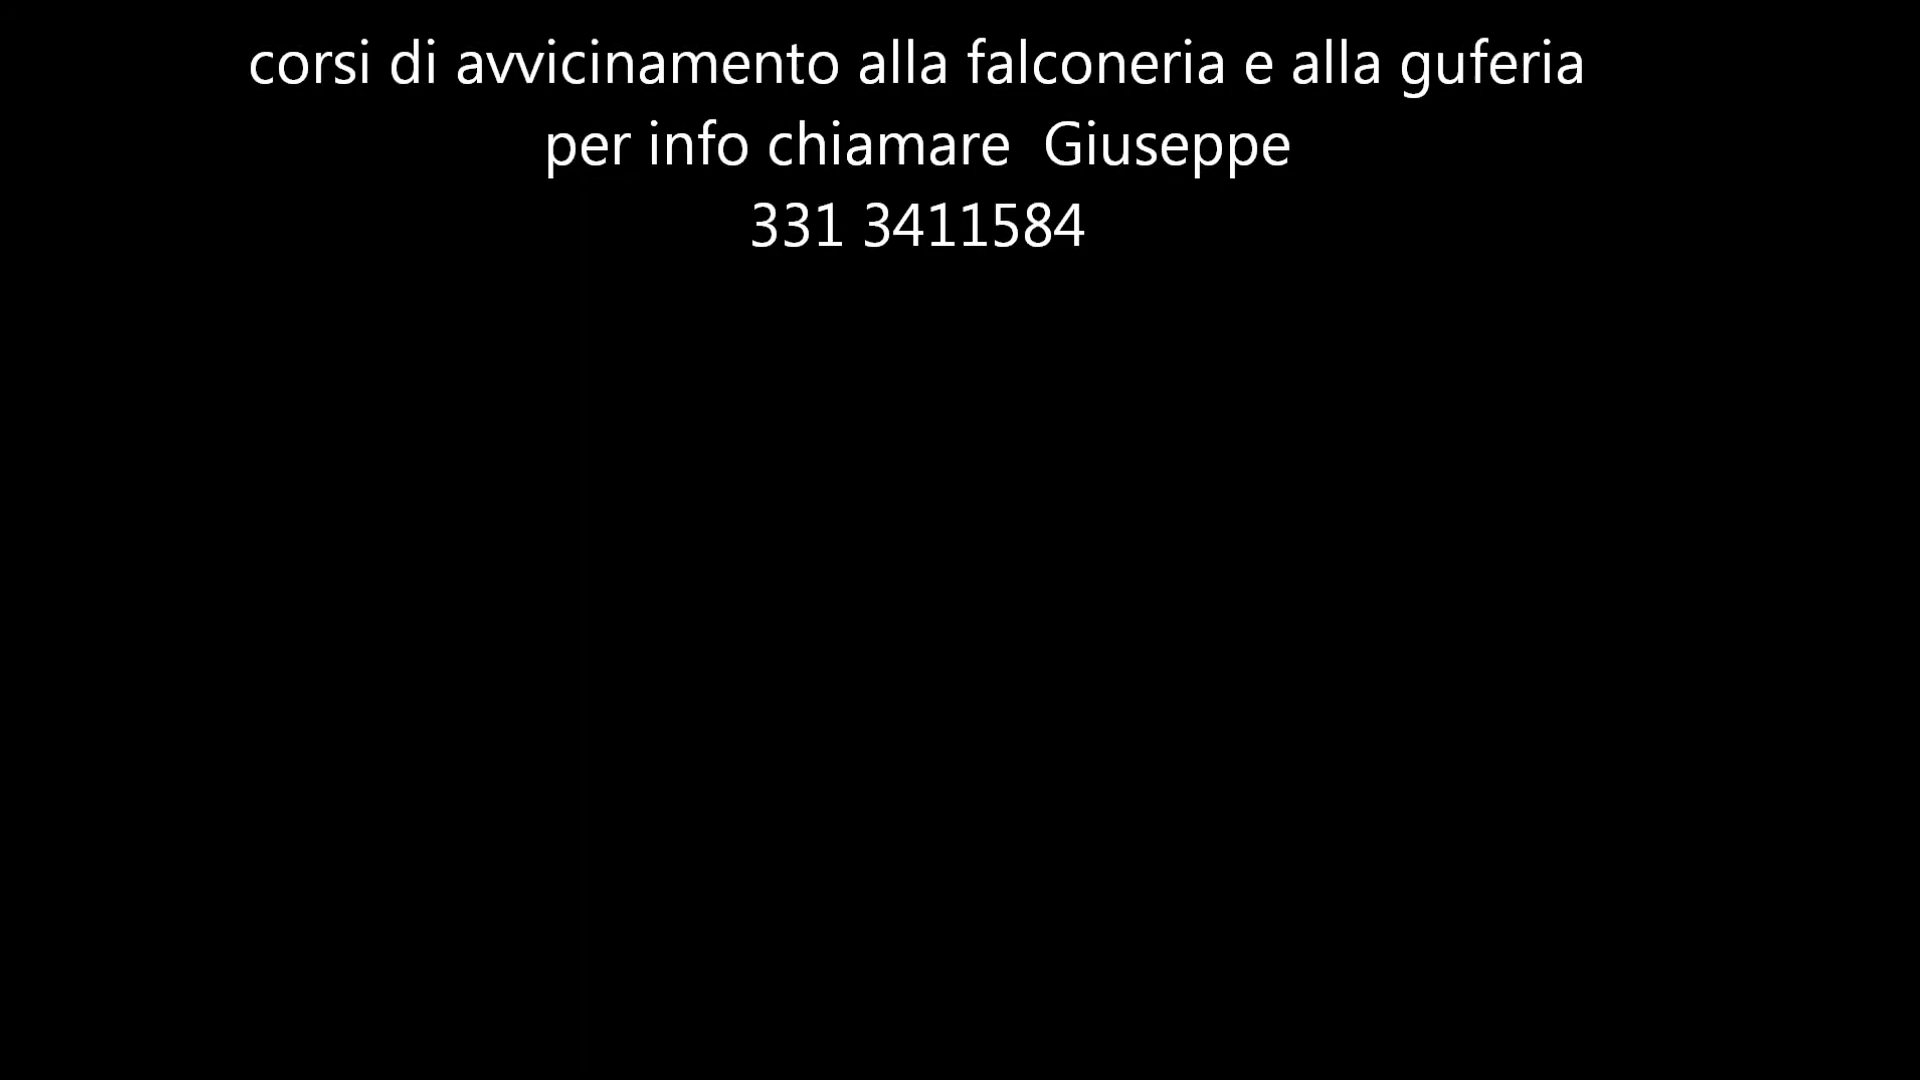 corsi di avvicinamento alla falconeria e alla guferia
per info chiamare  Giuseppe
331 3411584